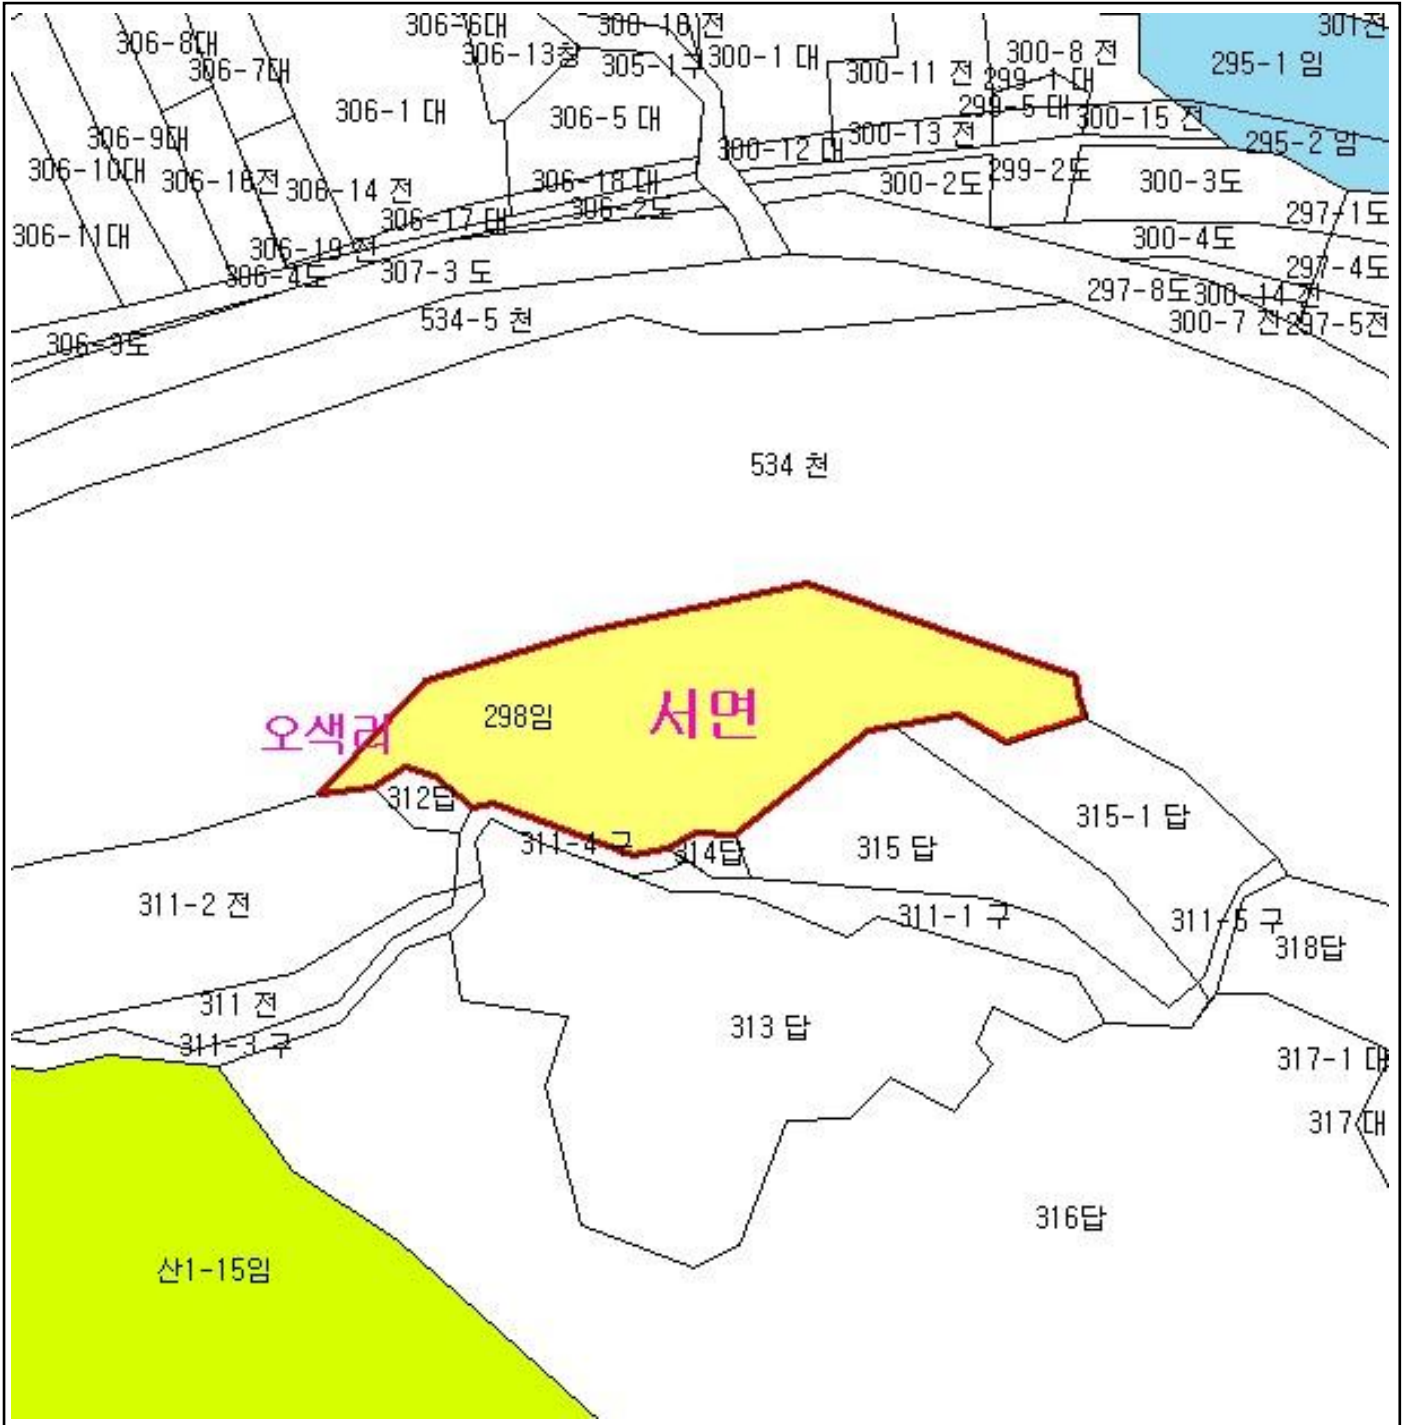 306-6대
300-10 전
301전
306-8대
306-13창
305-1구
300-1 대
300-8 전
295-1 임
306-7대
300-11 전
299-1 대
306-1 대
306-5 대
299-5 대
300-15 전
306-9대
300-12 대
300-13 전
295-2 임
306-10대
306-16전
306-14 전
306-18 대
300-2도
299-2도
300-3도
306-11대
306-17 대
306-2도
297-1도
306-19 전
300-4도
306-4도
307-3 도
297-4도
297-8도
300-14 전
306-3도
534-5 천
300-7 전
297-5전
534 천
오색리
298임
서면
312답
311-4 구
314답
315 답
315-1 답
311-2 전
311-1 구
311-5 구
318답
311 전
313 답
311-3 구
317-1 대
317 대
316답
산1-15임